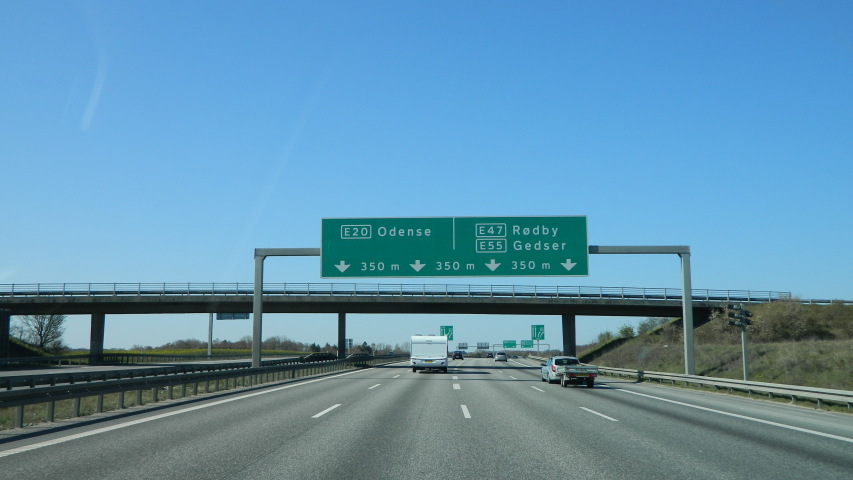 E20 Odense
E47 Rødby
E55 Gedser
350 m 350 m 350 m